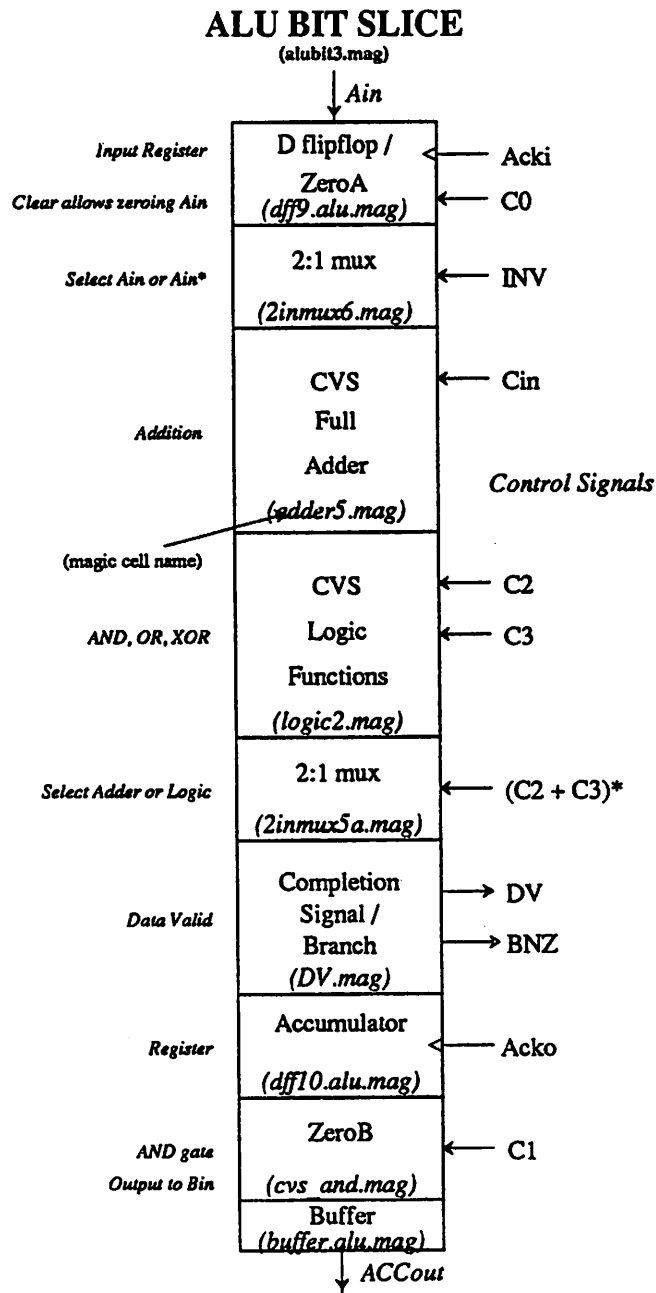 ALU BIT SLICE
(alubit3.mag)
Ain
Input Register
D flipflop /
Acki
ZeroA
Clear allows zeroing Ain
(dff9.alu.mag)
C0
2:1 mux
Select Ain or Ain*
INV
(2inmux6.mag)
CVS
Cin
Full
Addition
Adder
Control Signals
(adder5.mag)
(magic cell name)
CVS
C2
AND, OR, XOR
Logic
C3
Functions
(logic2.mag)
2:1 mux
Select Adder or Logic
(C2 + C3)*
(2inmux5a.mag)
Completion
DV
Signal /
Data Valid
Branch
BNZ
(DV.mag)
Accumulator
Register
Acko
(dff10.alu.mag)
ZeroB
AND gate
C1
Output to Bin
(cvs_and.mag)
Buffer
(buffer.alu.mag)
ACCout